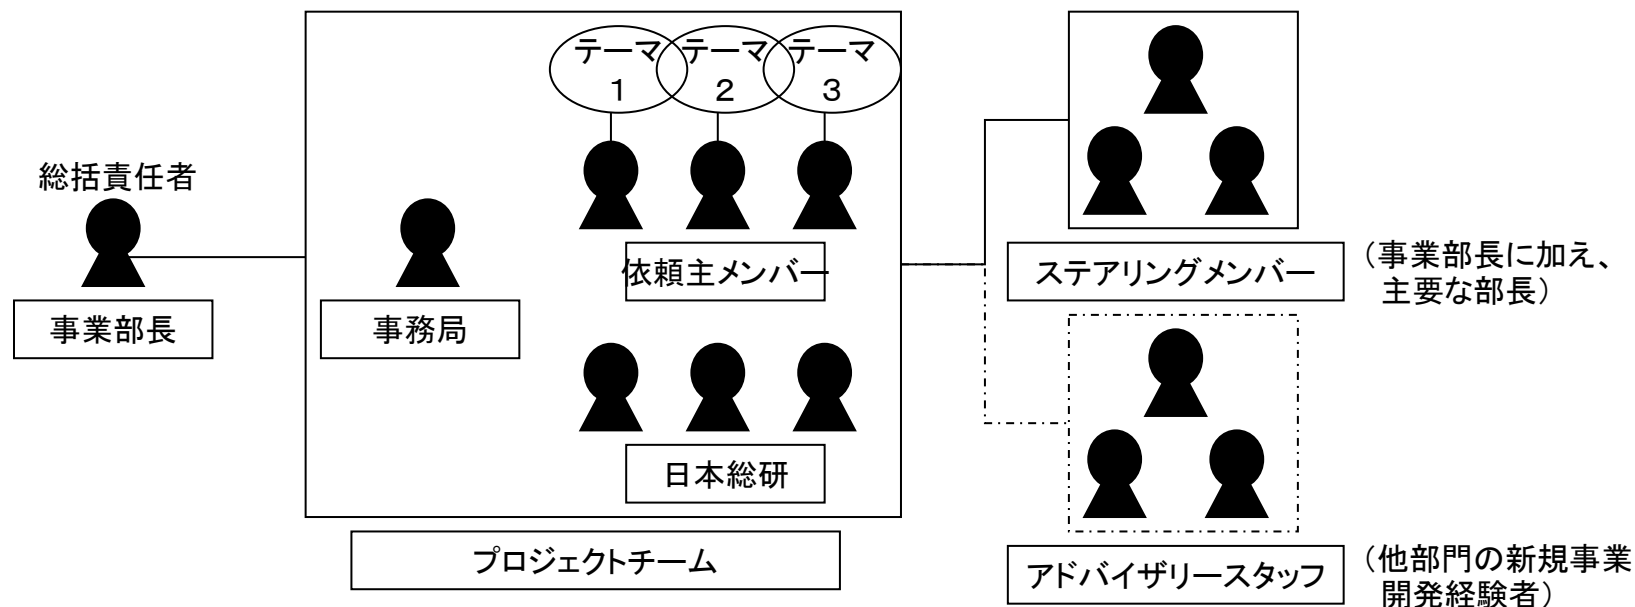 総括責任者
事業部長
事務局
テーマ
1
テーマ
2
テーマ
3
依頼主メンバー
日本総研
プロジェクトチーム
ステアリングメンバー
（事業部長に加え、
主要な部長）
アドバイザリースタッフ
（他部門の新規事業
開発経験者）